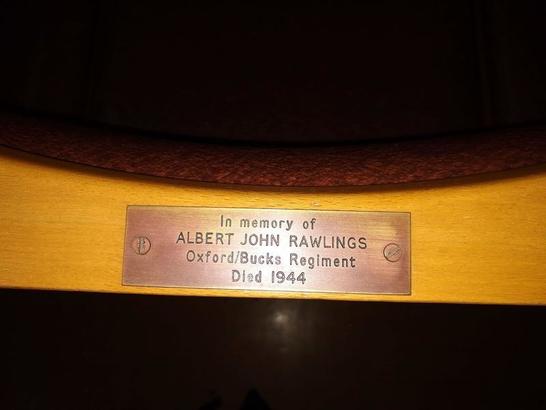 In memory of
ALBERT JOHN RAWLINGS
Oxford/Bucks Regiment
Died 1944